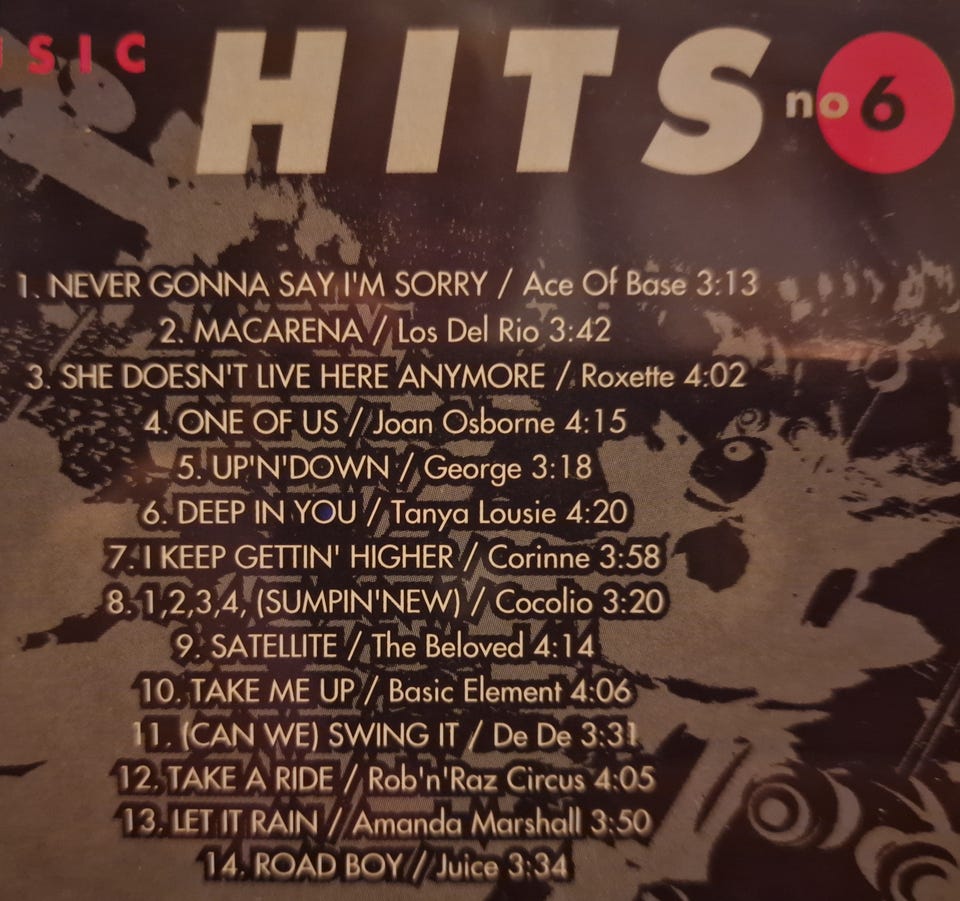 SIC
HITS no 6
1. NEVER GONNA SAY I'M SORRY / Ace Of Base 3:13
2. MACARENA / Los Del Rio 3:42
3. SHE DOESN'T LIVE HERE ANYMORE / Roxette 4:02
4. ONE OF US / Joan Osborne 4:15
5. UP'N'DOWN / George 3:18
6. DEEP IN YOU / Tanya Lousie 4:20
7. I KEEP GETTIN' HIGHER / Corinne 3:58
8. 1,2,3,4, (SUMPIN'NEW) / Cocolio 3:20
9. SATELLITE / The Beloved 4:14
10. TAKE ME UP / Basic Element 4:06
11. (CAN WE) SWING IT / De De 3:31
12. TAKE A RIDE / Rob'n'Raz Circus 4:05
13. LET IT RAIN / Amanda Marshall 3:50
14. ROAD BOY / Juice 3:34